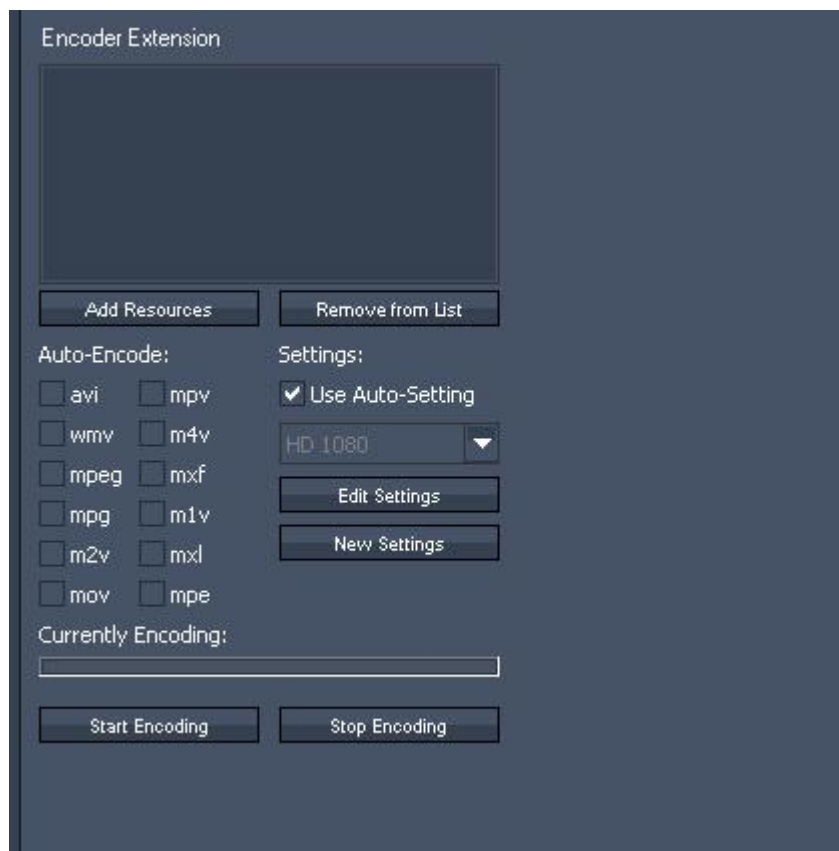 Encoder Extension
Add Resources
Remove from List
Auto-Encode:
Settings:
avi
mpv
Use Auto-Setting
wmv
m4v
HD 1080
mpeg
mxf
Edit Settings
mpg
m1v
New Settings
m2v
mxl
mov
mpe
Currently Encoding:
Start Encoding
Stop Encoding